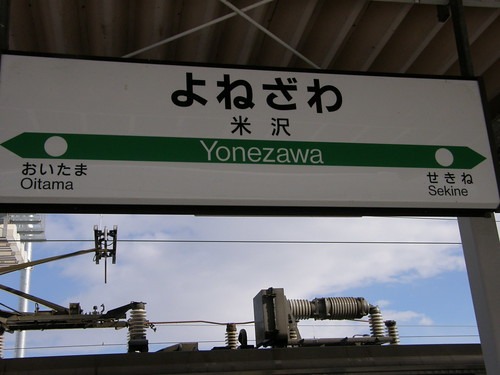 よねざわ
米沢
Yonezawa
おいたま
Oitama
せきね
Sekine